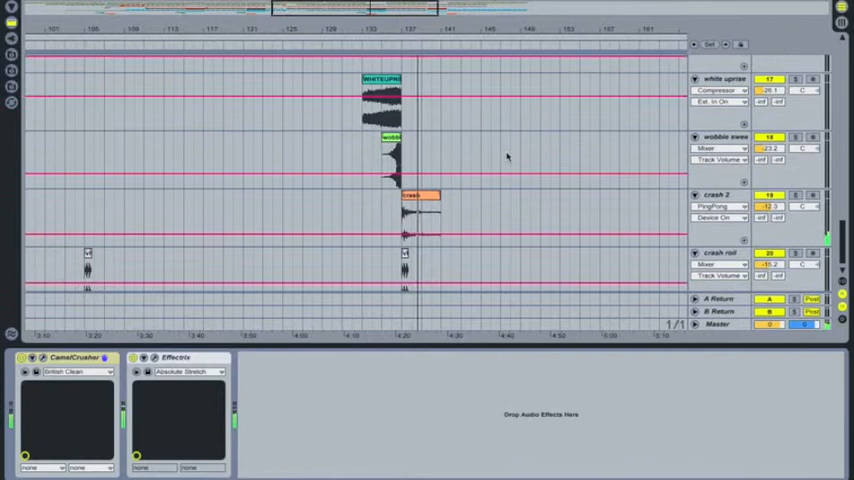 101 105 109 113 117 121 125 129 133 137 141 145 149 153 157 161
Set
WHITEUPRI white uprise 17 S
Compressor -26.1 C
Ext. In On -inf -inf
wobbl wobble swee 18 S
Mixer -23.2 C
Track Volume -inf -inf
crash crash 2 19 S
PingPong -12.3 C
Device On -inf -inf
crash roll 20 S
Mixer -15.2 C
Track Volume -inf -inf
A Return A S Post
B Return B S Post
1/1 Master 0 0
3:10 3:20 3:30 3:40 3:50 4:00 4:10 4:20 4:30 4:40 4:50 5:00 5:10
CamelCrusher Effectrix
British Clean Absolute Stretch
Drop Audio Effects Here
none none none none